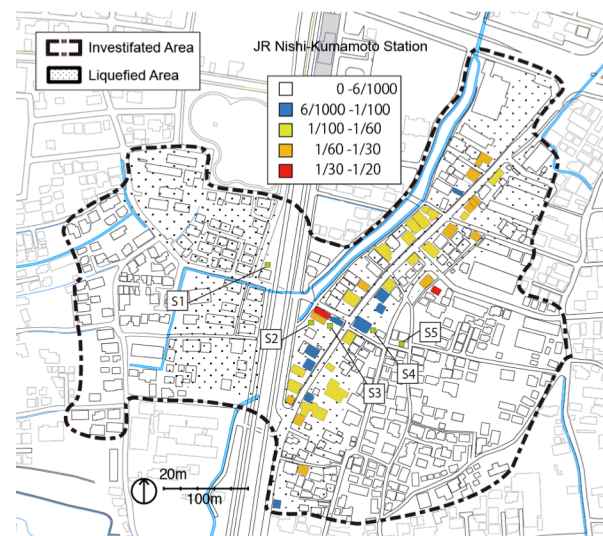 Investifated Area
Liquefied Area
JR Nishi-Kumamoto Station
0 -6/1000
6/1000 -1/100
1/100 -1/60
1/60 -1/30
1/30 -1/20
S1
S2
S5
S4
S3
20m
100m